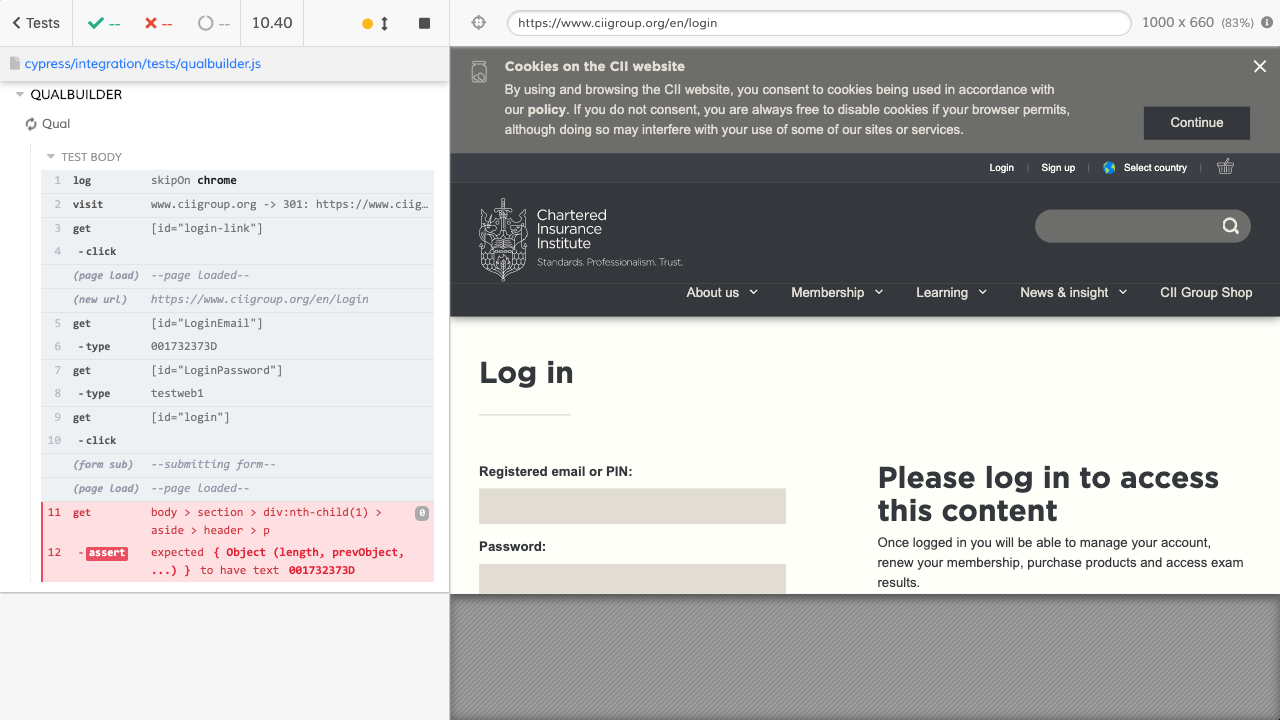 Tests
--
--
--
10.40
cypress/integration/tests/qualbuilder.js
QUALBUILDER
Qual
TEST BODY
1 log skipOn chrome
2 visit www.ciigroup.org -> 301: https://www.ciig…
3 get [id="login-link"]
4 -click
(page load) --page loaded--
(new url) https://www.ciigroup.org/en/login
5 get [id="LoginEmail"]
6 -type 001732373D
7 get [id="LoginPassword"]
8 -type testweb1
9 get [id="login"]
10 -click
(form sub) --submitting form--
(page load) --page loaded--
11 get body > section > div:nth-child(1) > 0
aside > header > p
12 -assert expected { Object (length, prevObject,
...) } to have text 001732373D
https://www.ciigroup.org/en/login
1000 x 660 (83%)
Cookies on the CII website
By using and browsing the CII website, you consent to cookies being used in accordance with
our policy. If you do not consent, you are always free to disable cookies if your browser permits,
although doing so may interfere with your use of some of our sites or services.
Continue
Login | Sign up | Select country |
Chartered
Insurance
Institute
Standards. Professionalism. Trust.
About us Membership Learning News & insight CII Group Shop
Log in
Registered email or PIN:
Password:
Please log in to access
this content
Once logged in you will be able to manage your account,
renew your membership, purchase products and access exam
results.